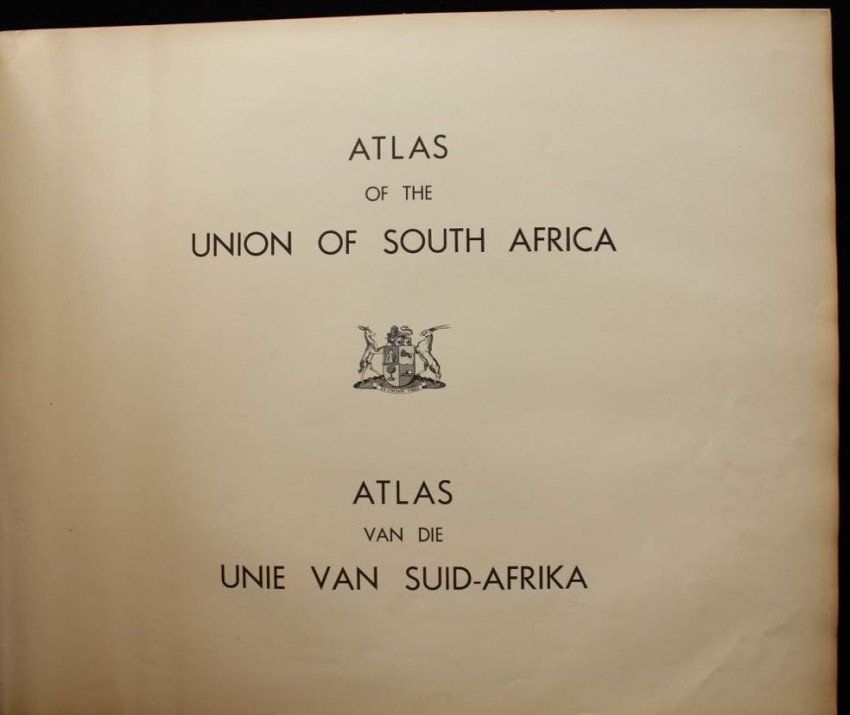 ATLAS
OF THE
UNION OF SOUTH AFRICA
ATLAS
VAN DIE
UNIE VAN SUID-AFRIKA